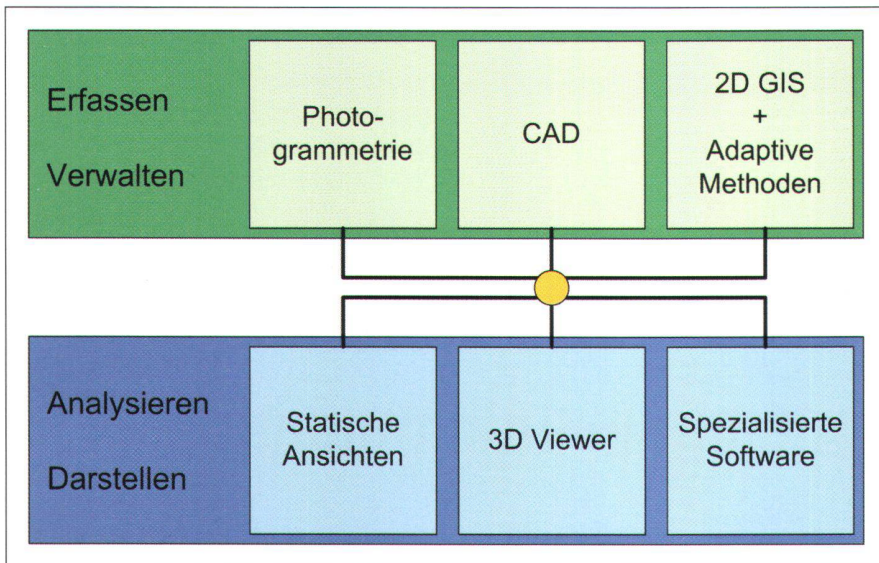 Erfassen
Verwalten
Photo-
grammetrie
CAD
2D GIS
+
Adaptive
Methoden
Analysieren
Darstellen
Statische
Ansichten
3D Viewer
Spezialisierte
Software